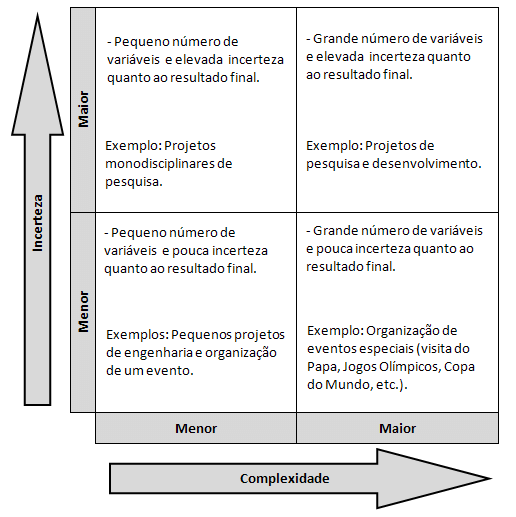 Incerteza
Maior
- Pequeno número de
variáveis e elevada incerteza
quanto ao resultado final.
Exemplo: Projetos
monodisciplinares de
pesquisa.
- Grande número de variáveis
e elevada incerteza quanto
ao resultado final.
Exemplo: Projetos de
pesquisa e desenvolvimento.
Menor
- Pequeno número de
variáveis e pouca incerteza
quanto ao resultado final.
Exemplos: Pequenos projetos
de engenharia e organização
de um evento.
- Grande número de variáveis
e pouca incerteza quanto ao
resultado final.
Exemplo: Organização de
eventos especiais (visita do
Papa, Jogos Olímpicos, Copa
do Mundo, etc.).
Menor
Maior
Complexidade